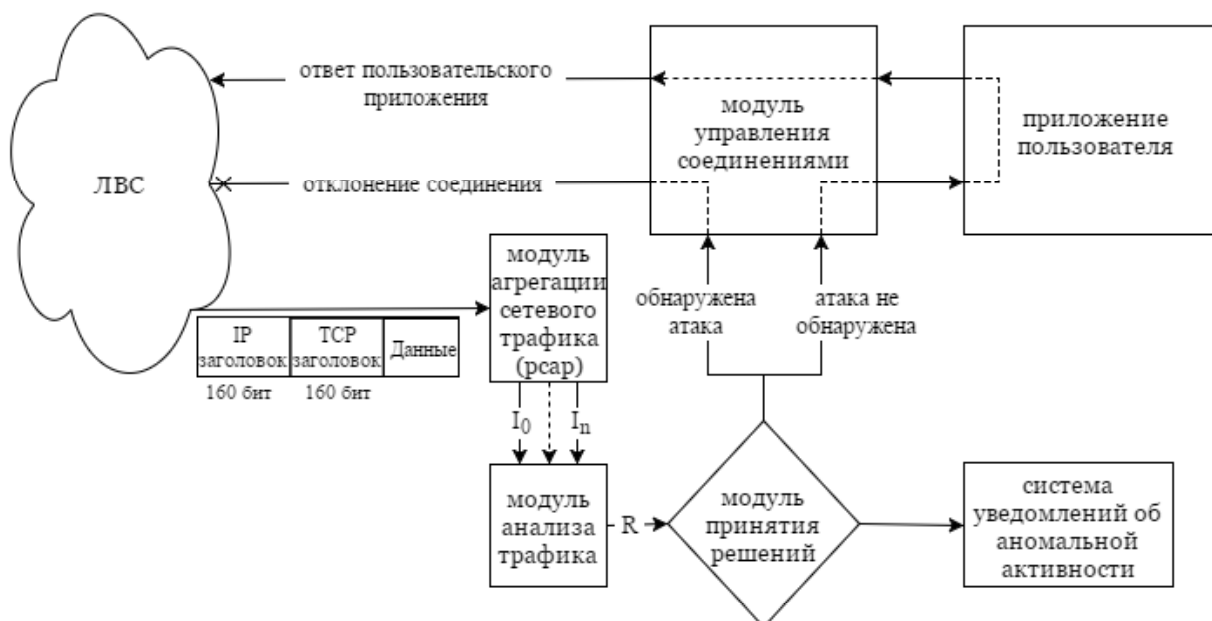 ответ пользовательского
приложения
модуль
управления
соединениями
приложение
пользователя
ЛВС
отклонение соединения
модуль
агрегации
сетевого
трафика
(pcap)
обнаружена
атака
атака не
обнаружена
IP
заголовок
TCP
заголовок
Данные
160 бит
160 бит
I₀
Iₙ
модуль
анализа
трафика
R
модуль
принятия
решений
система
уведомлений об
аномальной
активности